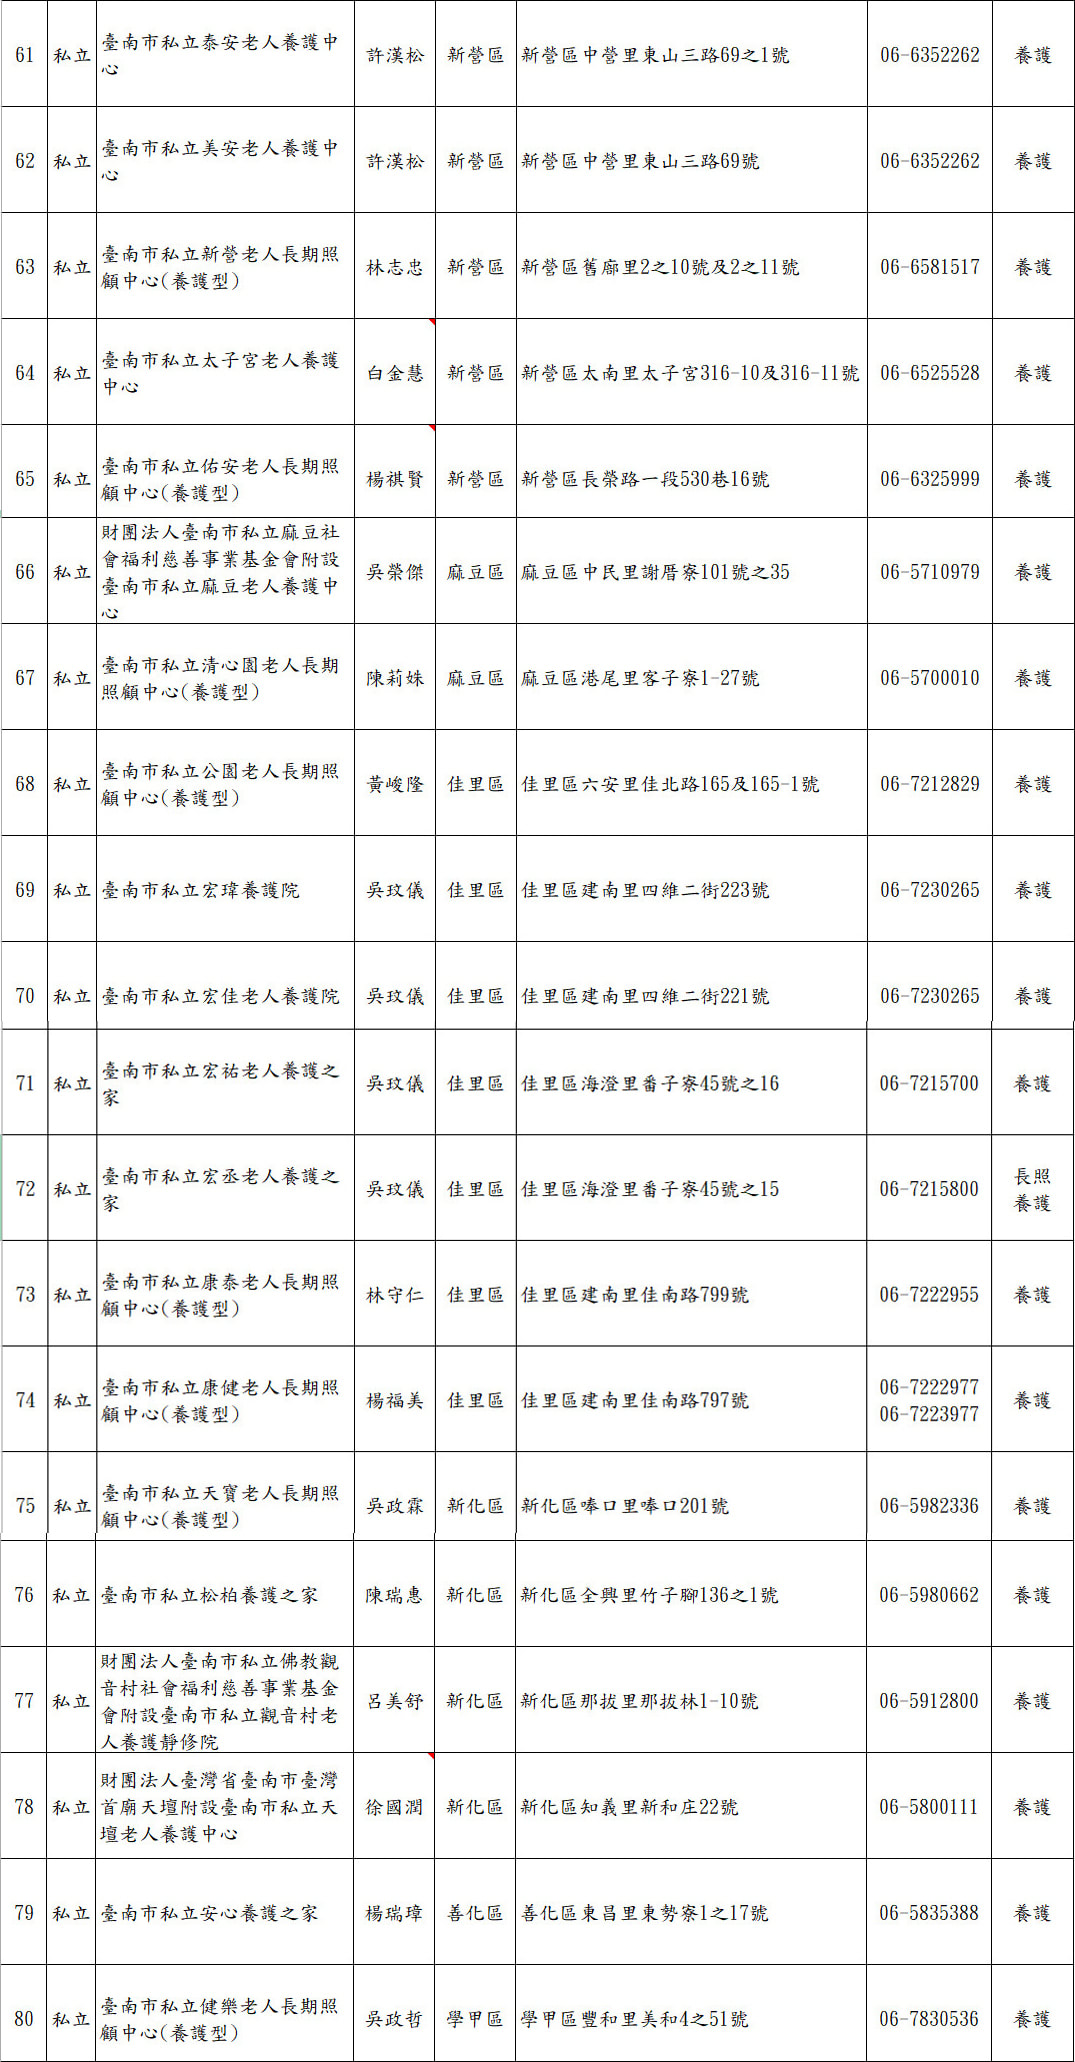 61 私立 臺南市私立泰安老人養護中 許漢松 新營區 新營區中營里東山三路69之1號 06-6352262 養護
心
62 私立 臺南市私立美安老人養護中 許漢松 新營區 新營區中營里東山三路69號 06-6352262 養護
心
63 私立 臺南市私立新營老人長期照 林志忠 新營區 新營區舊廍里2之10號及2之11號 06-6581517 養護
顧中心(養護型)
64 私立 臺南市私立太子宮老人養護 白金慧 新營區 新營區太南里太子宮316-10及316-11號 06-6525528 養護
中心
65 私立 臺南市私立佑安老人長期照 楊祺賢 新營區 新營區長榮路一段530巷16號 06-6325999 養護
顧中心(養護型)
財團法人臺南市私立麻豆社
會福利慈善事業基金會附設
66 私立 臺南市私立麻豆老人養護中 吳榮傑 麻豆區 麻豆區中民里謝厝寮101號之35 06-5710979 養護
心
67 私立 臺南市私立清心園老人長期 陳莉姝 麻豆區 麻豆區港尾里客子寮1-27號 06-5700010 養護
照顧中心(養護型)
68 私立 臺南市私立公園老人長期照 黃峻隆 佳里區 佳里區六安里佳北路165及165-1號 06-7212829 養護
顧中心(養護型)
69 私立 臺南市私立宏瑋養護院 吳玟儀 佳里區 佳里區建南里四維二街223號 06-7230265 養護
70 私立 臺南市私立宏佳老人養護院 吳玟儀 佳里區 佳里區建南里四維二街221號 06-7230265 養護
71 私立 臺南市私立宏祐老人養護之 吳玟儀 佳里區 佳里區海澄里番子寮45號之16 06-7215700 養護
家
72 私立 臺南市私立宏丞老人養護之 吳玟儀 佳里區 佳里區海澄里番子寮45號之15 06-7215800 長照
家 養護
73 私立 臺南市私立康泰老人長期照 林守仁 佳里區 佳里區建南里佳南路799號 06-7222955 養護
顧中心(養護型)
74 私立 臺南市私立康健老人長期照 楊福美 佳里區 佳里區建南里佳南路797號 06-7222977 養護
顧中心(養護型) 06-7223977
75 私立 臺南市私立天寶老人長期照 吳政霖 新化區 新化區唪口里唪口201號 06-5982336 養護
顧中心(養護型)
76 私立 臺南市私立松柏養護之家 陳瑞惠 新化區 新化區全興里竹子腳136之1號 06-5980662 養護
財團法人臺南市私立佛教觀
音村社會福利慈善事業基金
77 私立 會附設臺南市私立觀音村老 呂美舒 新化區 新化區那拔里那拔林1-10號 06-5912800 養護
人養護靜修院
財團法人臺灣省臺南市臺灣
78 私立 首廟天壇附設臺南市私立天 徐國潤 新化區 新化區知義里新和庄22號 06-5800111 養護
壇老人養護中心
79 私立 臺南市私立安心養護之家 楊瑞璋 善化區 善化區東昌里東勢寮1之17號 06-5835388 養護
80 私立 臺南市私立健樂老人長期照 吳政哲 學甲區 學甲區豐和里美和4之51號 06-7830536 養護
顧中心(養護型)